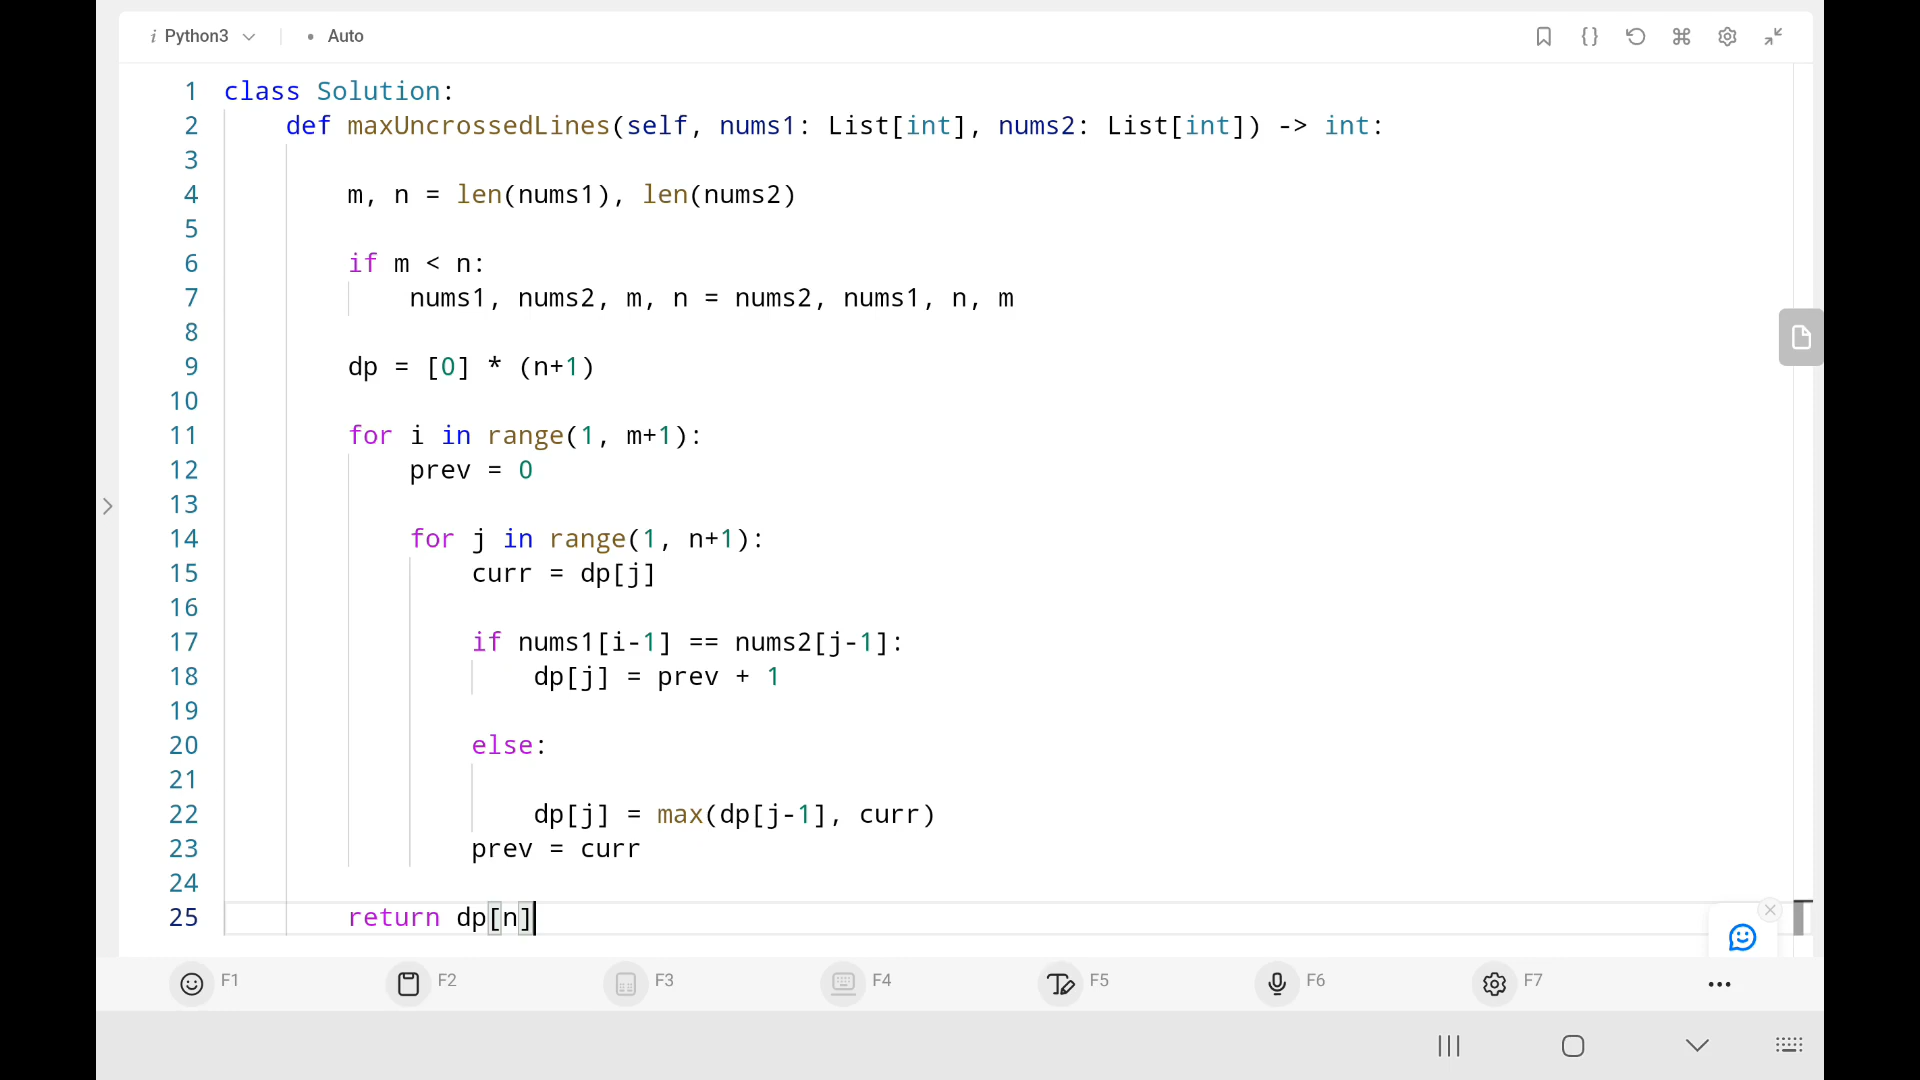 i Python3 • Auto
1 class Solution:
2 def maxUncrossedLines(self, nums1: List[int], nums2: List[int]) -> int:
3
4 m, n = len(nums1), len(nums2)
5
6 if m < n:
7 nums1, nums2, m, n = nums2, nums1, n, m
8
9 dp = [0] * (n+1)
10
11 for i in range(1, m+1):
12 prev = 0
13
14 for j in range(1, n+1):
15 curr = dp[j]
16
17 if nums1[i-1] == nums2[j-1]:
18 dp[j] = prev + 1
19
20 else:
21
22 dp[j] = max(dp[j-1], curr)
23 prev = curr
24
25 return dp[n]
F1 F2 F3 F4 F5 F6 F7